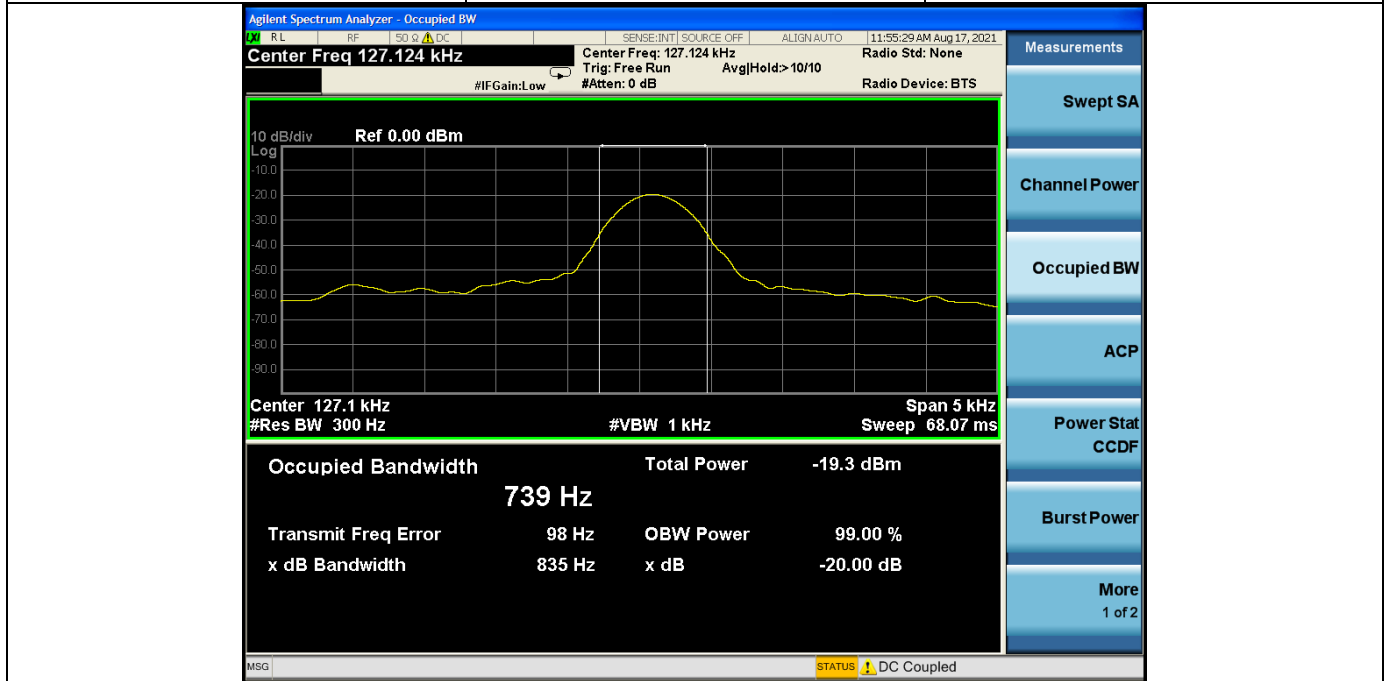 Agilent Spectrum Analyzer - Occupied BW
LXI RL RF 50 Ω DC SENSE:INT SOURCE OFF ALIGN AUTO 11:55:29 AM Aug 17, 2021
Center Freq 127.124 kHz
Center Freq: 127.124 kHz Radio Std: None
Trig: Free Run Avg|Hold:> 10/10
#IFGain:Low #Atten: 0 dB Radio Device: BTS
10 dB/div Ref 0.00 dBm
Log
-10.0
-20.0
-30.0
-40.0
-50.0
-60.0
-70.0
-80.0
-90.0
Center 127.1 kHz Span 5 kHz
#Res BW 300 Hz #VBW 1 kHz Sweep 68.07 ms
Occupied Bandwidth Total Power -19.3 dBm
739 Hz
Transmit Freq Error 98 Hz OBW Power 99.00 %
x dB Bandwidth 835 Hz x dB -20.00 dB
Measurements
Swept SA
Channel Power
Occupied BW
ACP
Power Stat
CCDF
Burst Power
More
1 of 2
MSG STATUS DC Coupled